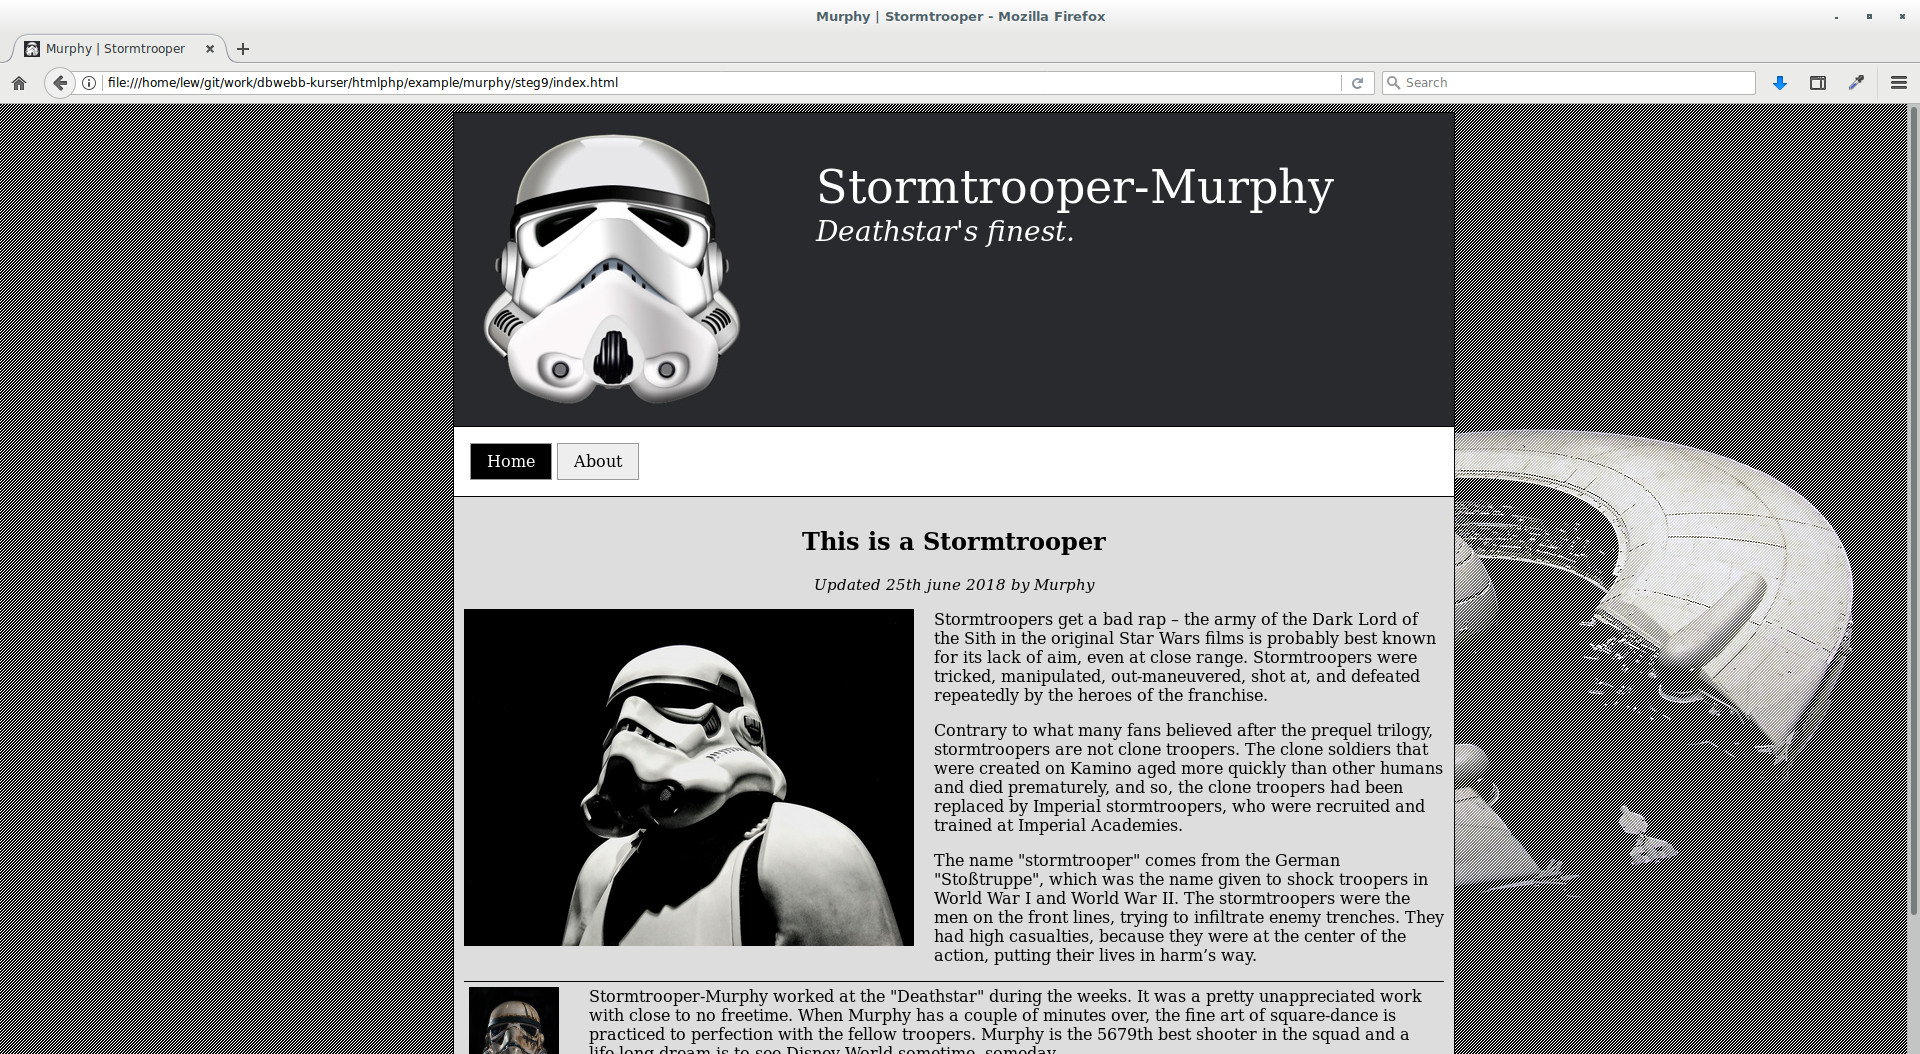 Murphy | Stormtrooper - Mozilla Firefox
Murphy | Stormtrooper
file:///home/lew/git/work/dbwebb-kurser/htmlphp/example/murphy/steg9/index.html
Search
Stormtrooper-Murphy
Deathstar's finest.
Home About
This is a Stormtrooper
Updated 25th june 2018 by Murphy
Stormtroopers get a bad rap – the army of the Dark Lord of
the Sith in the original Star Wars films is probably best known
for its lack of aim, even at close range. Stormtroopers were
tricked, manipulated, out-maneuvered, shot at, and defeated
repeatedly by the heroes of the franchise.
Contrary to what many fans believed after the prequel trilogy,
stormtroopers are not clone troopers. The clone soldiers that
were created on Kamino aged more quickly than other humans
and died prematurely, and so, the clone troopers had been
replaced by Imperial stormtroopers, who were recruited and
trained at Imperial Academies.
The name "stormtrooper" comes from the German
"Stoßtruppe", which was the name given to shock troopers in
World War I and World War II. The stormtroopers were the
men on the front lines, trying to infiltrate enemy trenches. They
had high casualties, because they were at the center of the
action, putting their lives in harm’s way.
Stormtrooper-Murphy worked at the "Deathstar" during the weeks. It was a pretty unappreciated work
with close to no freetime. When Murphy has a couple of minutes over, the fine art of square-dance is
practiced to perfection with the fellow troopers. Murphy is the 5679th best shooter in the squad and a
life long dream is to see Disney World sometime, someday.